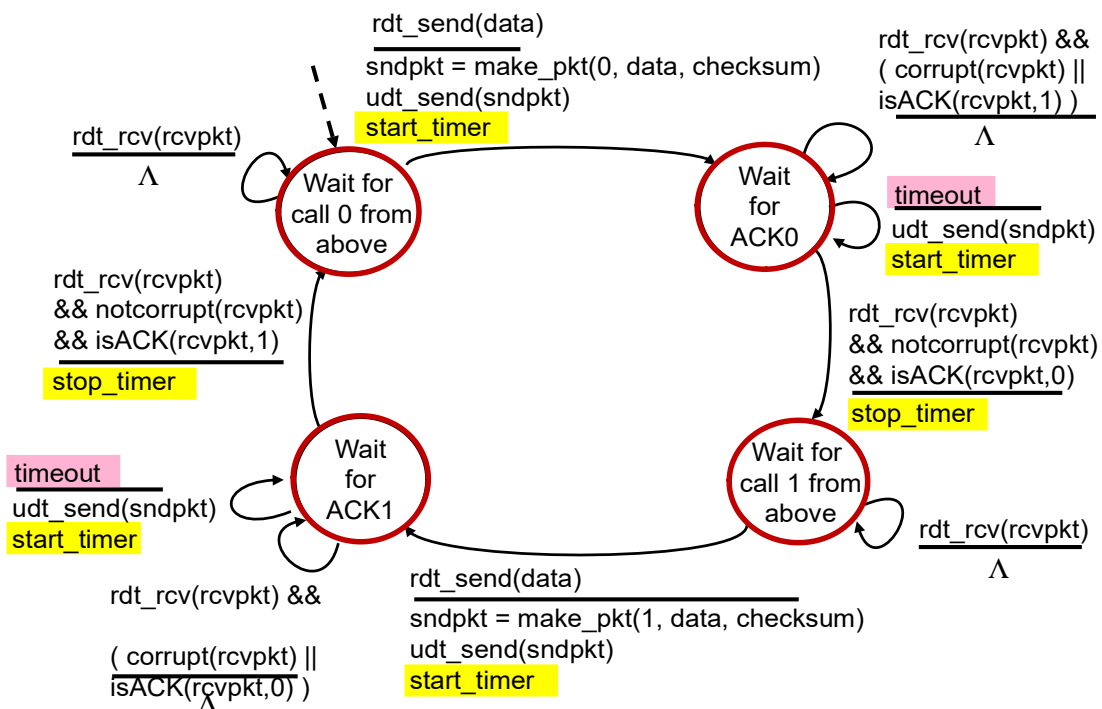 rdt_send(data)
sndpkt = make_pkt(0, data, checksum)
udt_send(sndpkt)
start_timer
rdt_rcv(rcvpkt) &&
( corrupt(rcvpkt) ||
isACK(rcvpkt,1) )
Λ
rdt_rcv(rcvpkt)
Λ
Wait for
call 0 from
above
Wait
for
ACK0
timeout
udt_send(sndpkt)
start_timer
rdt_rcv(rcvpkt)
&& notcorrupt(rcvpkt)
&& isACK(rcvpkt,1)
stop_timer
rdt_rcv(rcvpkt)
&& notcorrupt(rcvpkt)
&& isACK(rcvpkt,0)
stop_timer
Wait
for
ACK1
Wait for
call 1 from
above
timeout
udt_send(sndpkt)
start_timer
rdt_rcv(rcvpkt)
Λ
rdt_rcv(rcvpkt) &&
( corrupt(rcvpkt) ||
isACK(rcvpkt,0) )
Λ
rdt_send(data)
sndpkt = make_pkt(1, data, checksum)
udt_send(sndpkt)
start_timer